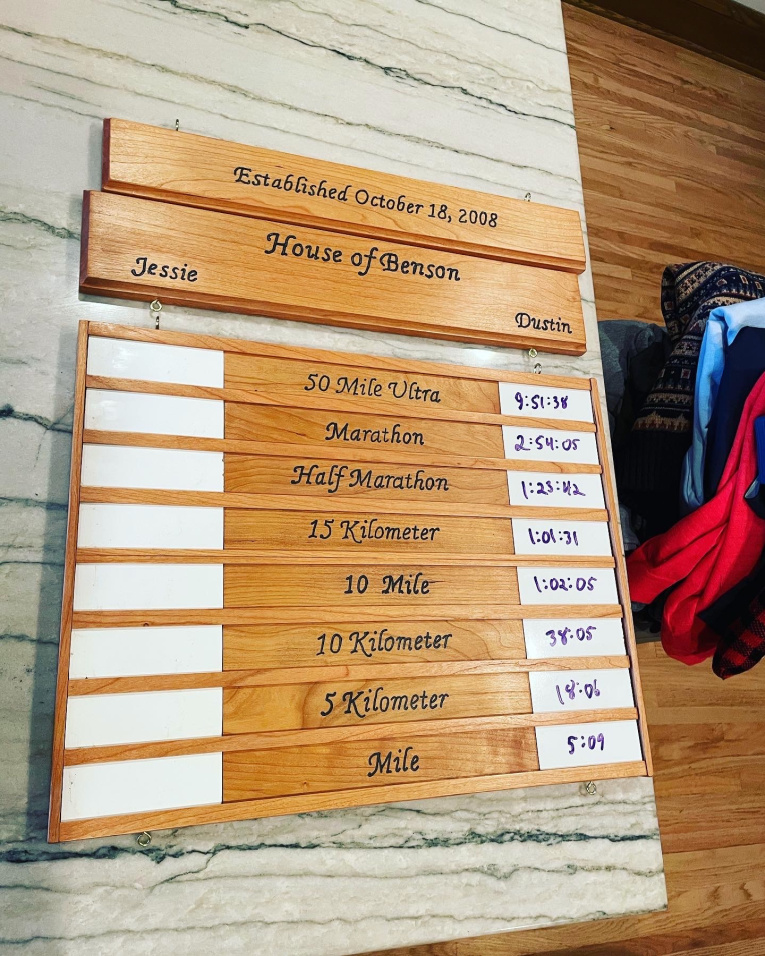 Established October 18, 2008
House of Benson
Jessie
Dustin
50 Mile Ultra 9:51:38
Marathon 2:54:05
Half Marathon 1:23:42
15 Kilometer 1:01:31
10 Mile 1:02:05
10 Kilometer 38:05
5 Kilometer 18:06
Mile 5:09